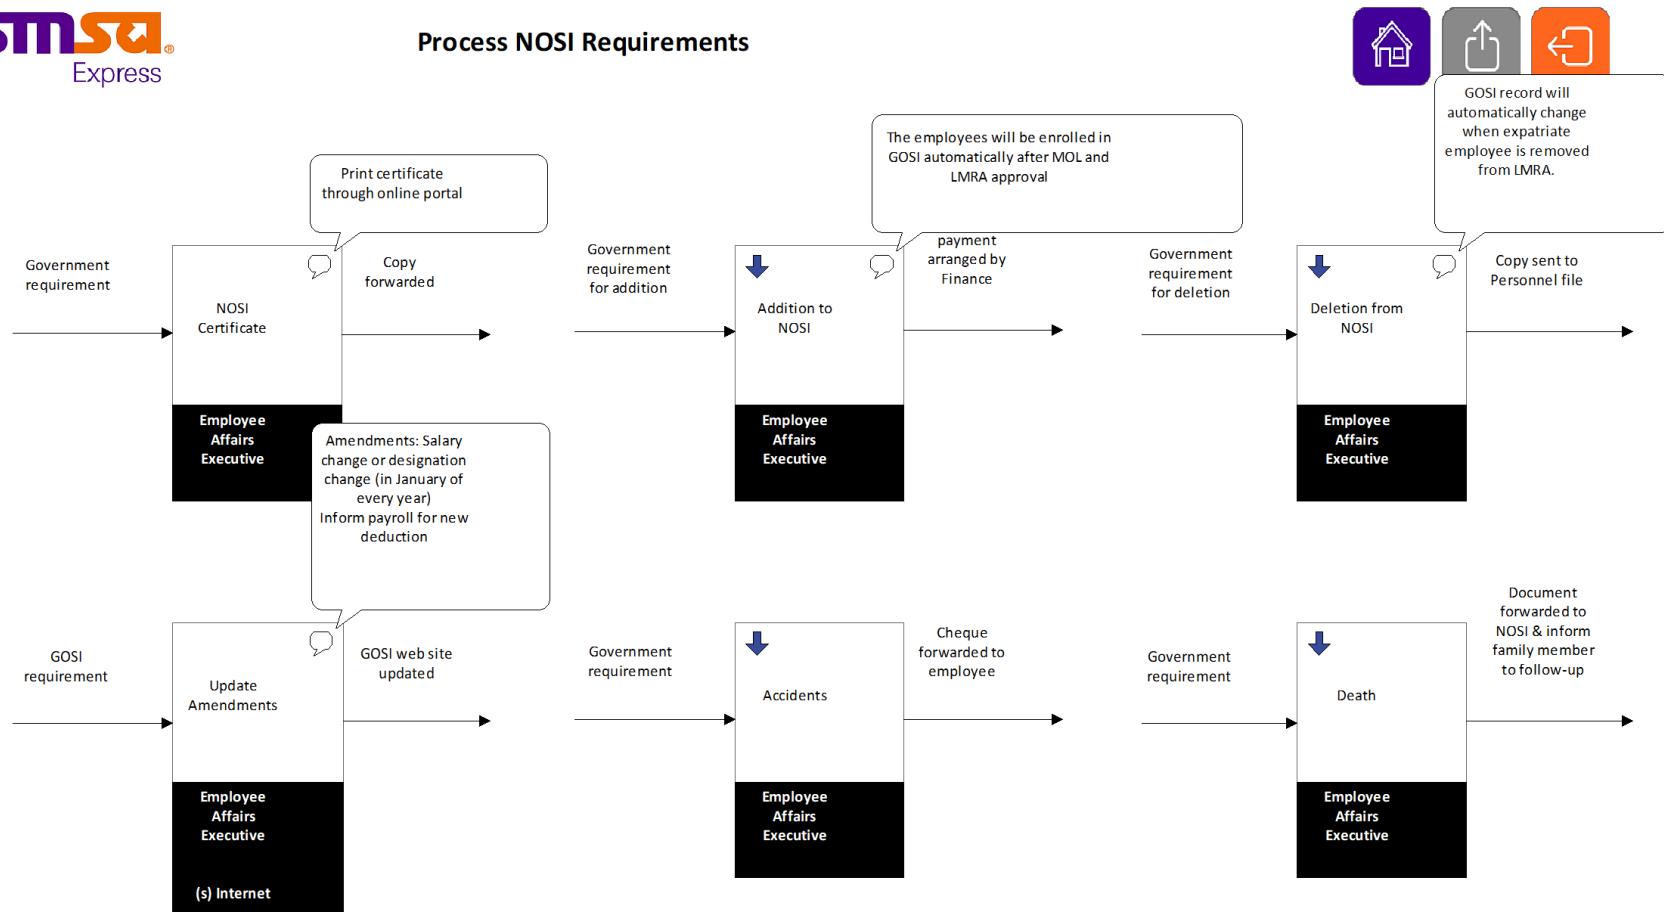 smsa
Express
Process NOSI Requirements
Print certificate
through online portal
The employees will be enrolled in
GOSI automatically after MOL and
LMRA approval
GOSI record will
automatically change
when expatriate
employee is removed
from LMRA.
Government
requirement
NOSI
Certificate
Employee
Affairs
Executive
Copy
forwarded
Government
requirement
for addition
Addition to
NOSI
Employee
Affairs
Executive
payment
arranged by
Finance
Government
requirement
for deletion
Deletion from
NOSI
Employee
Affairs
Executive
Copy sent to
Personnel file
Amendments: Salary
change or designation
change (in January of
every year)
Inform payroll for new
deduction
GOSI
requirement
Update
Amendments
Employee
Affairs
Executive
(s) Internet
GOSI web site
updated
Government
requirement
Accidents
Employee
Affairs
Executive
Cheque
forwarded to
employee
Government
requirement
Death
Employee
Affairs
Executive
Document
forwarded to
NOSI & inform
family member
to follow-up